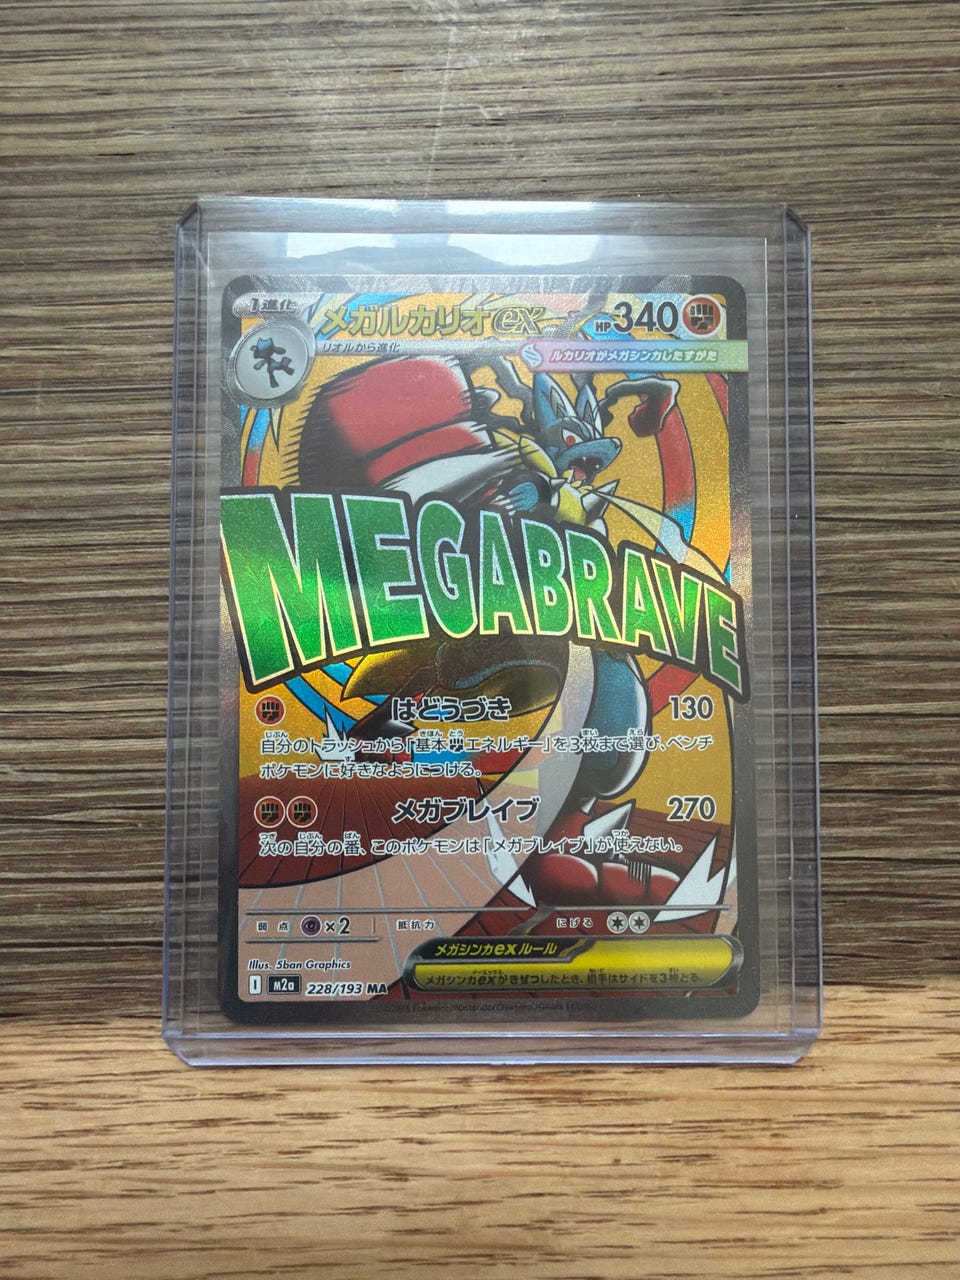 1進化
メガルカリオex
HP340
リオルから進化
ルカリオがメガシンカしたすがた
MEGABRAVE
はどうづき 130
自分のトラッシュから「基本エネルギー」を3枚まで選び、ベンチ
ポケモンに好きなようにつける。
メガブレイブ 270
次の自分の番、このポケモンは「メガブレイブ」が使えない。
弱点 ×2 抵抗力 にげる
メガシンカexルール
メガシンカexがきぜつしたとき、相手はサイドを3枚とる。
Illus. 5ban Graphics
I M2a 228/193 MA